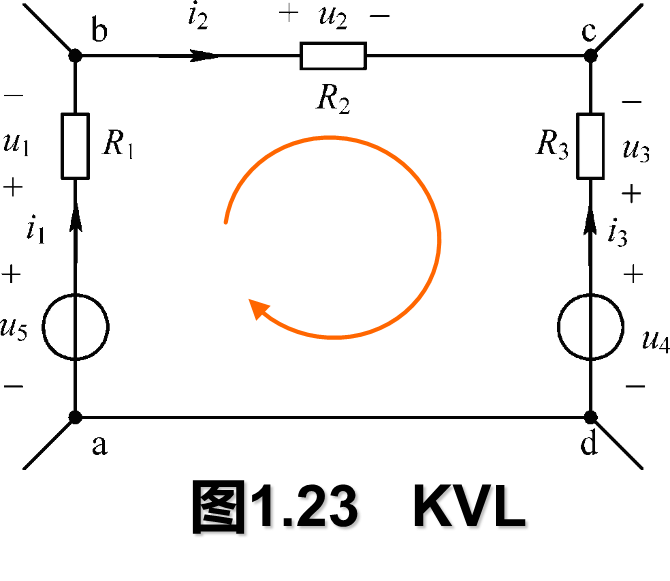 b i₂ + u₂ − c
R₂
− −
u₁ R₁ R₃ u₃
+ +
i₁ i₃
+ +
u₅ u₄
− −
a d
图1.23 KVL